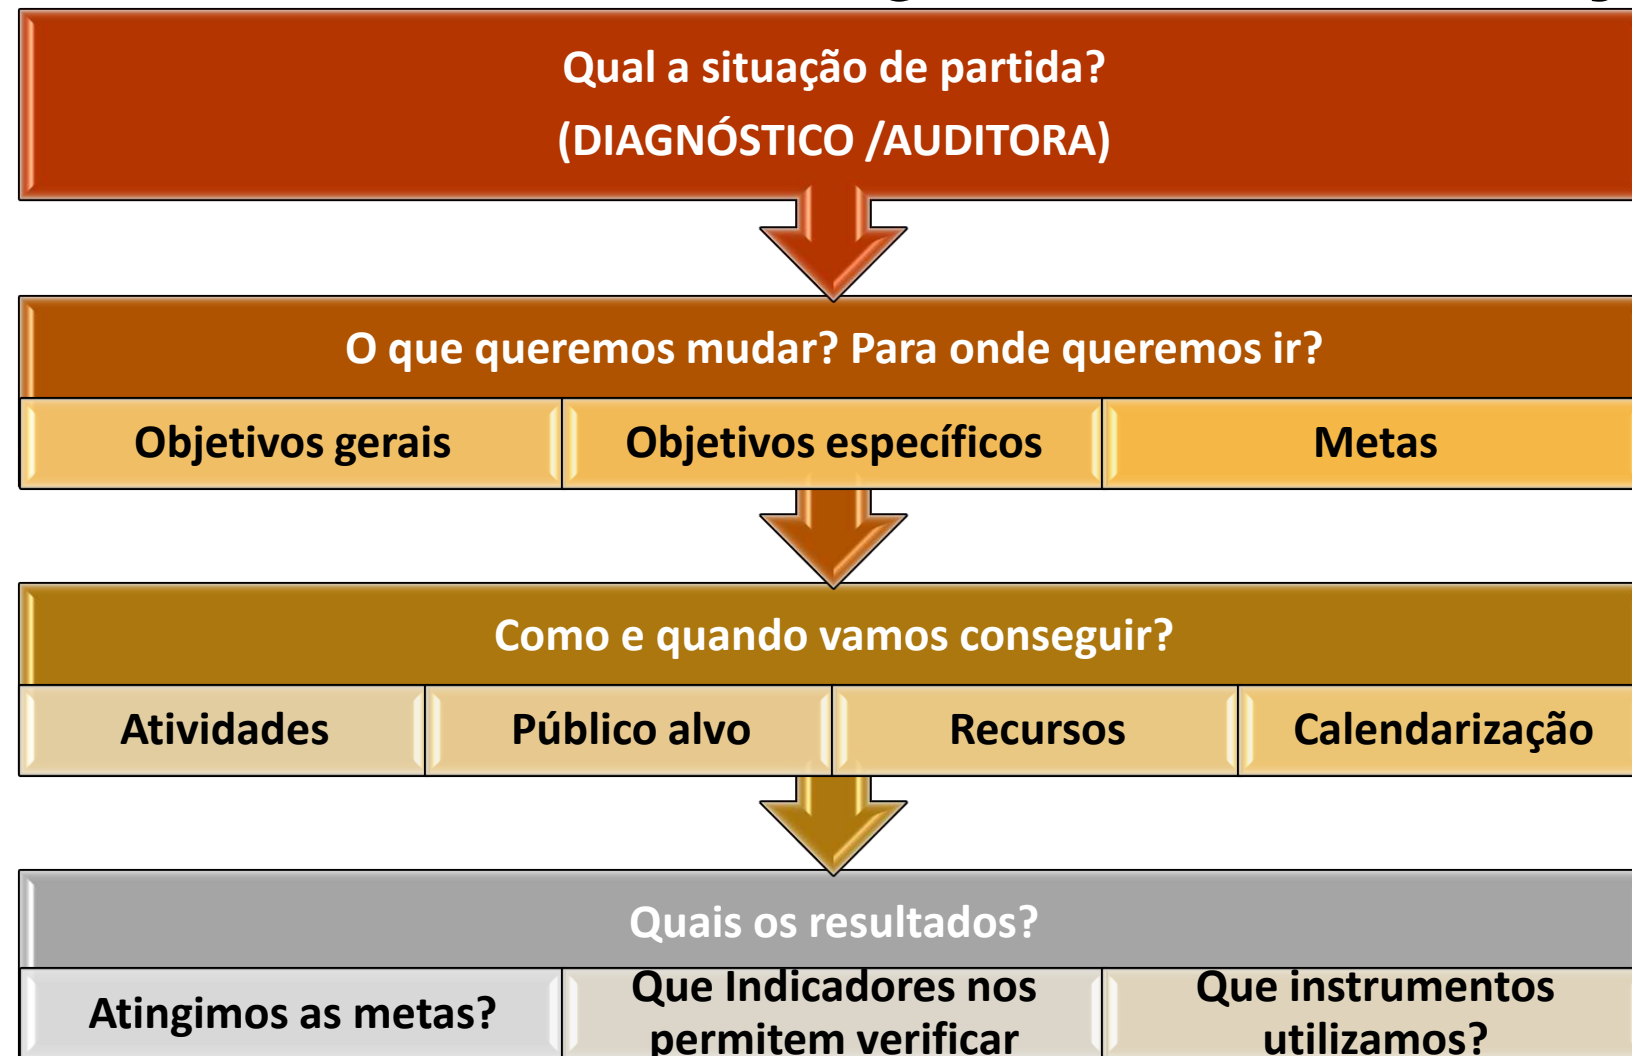 Qual a situação de partida?
(DIAGNÓSTICO /AUDITORA)
O que queremos mudar? Para onde queremos ir?
Objetivos gerais
Objetivos específicos
Metas
Como e quando vamos conseguir?
Atividades
Público alvo
Recursos
Calendarização
Quais os resultados?
Atingimos as metas?
Que Indicadores nos
permitem verificar
Que instrumentos
utilizamos?